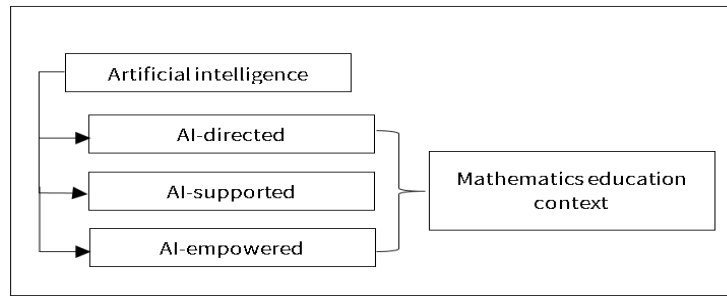 Artificial intelligence
AI-directed
AI-supported
AI-empowered
Mathematics education
context